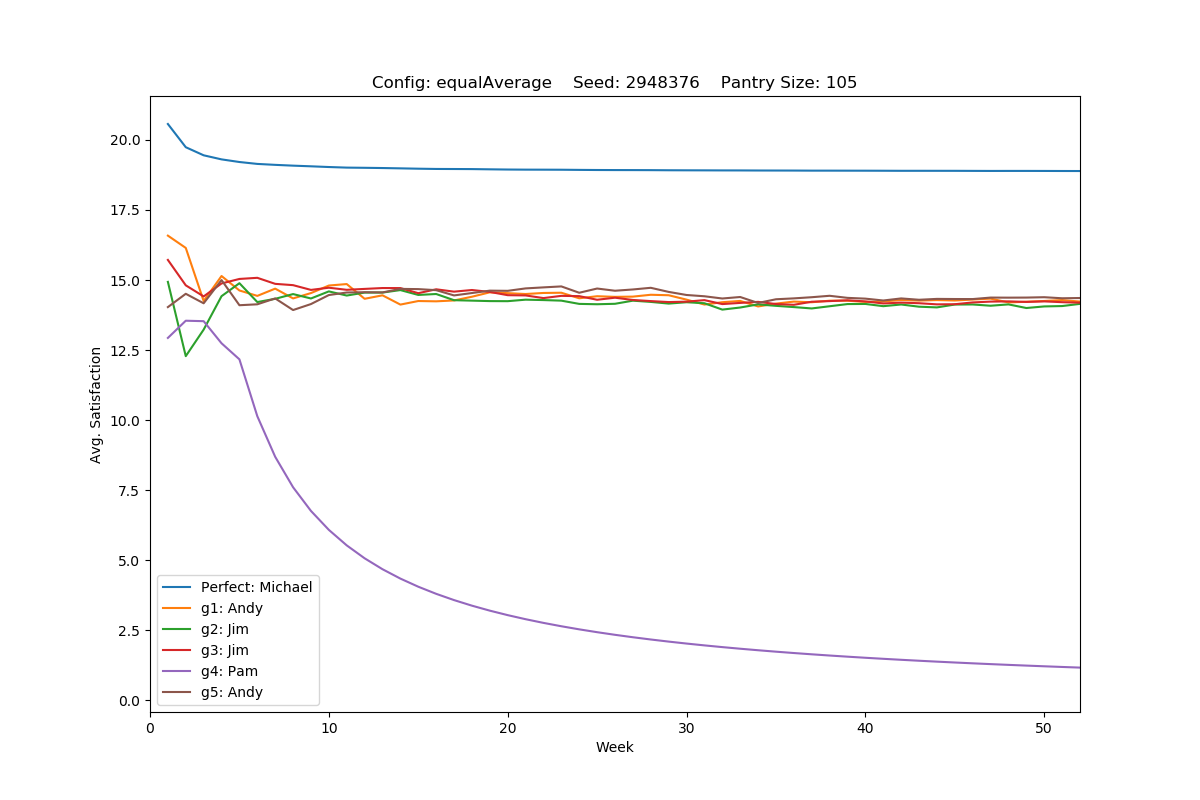 Config: equalAverage    Seed: 2948376    Pantry Size: 105
20.0
17.5
15.0
12.5
10.0
7.5
5.0
2.5
0.0
Avg. Satisfaction
Perfect: Michael
g1: Andy
g2: Jim
g3: Jim
g4: Pam
g5: Andy
0 10 20 30 40 50
Week